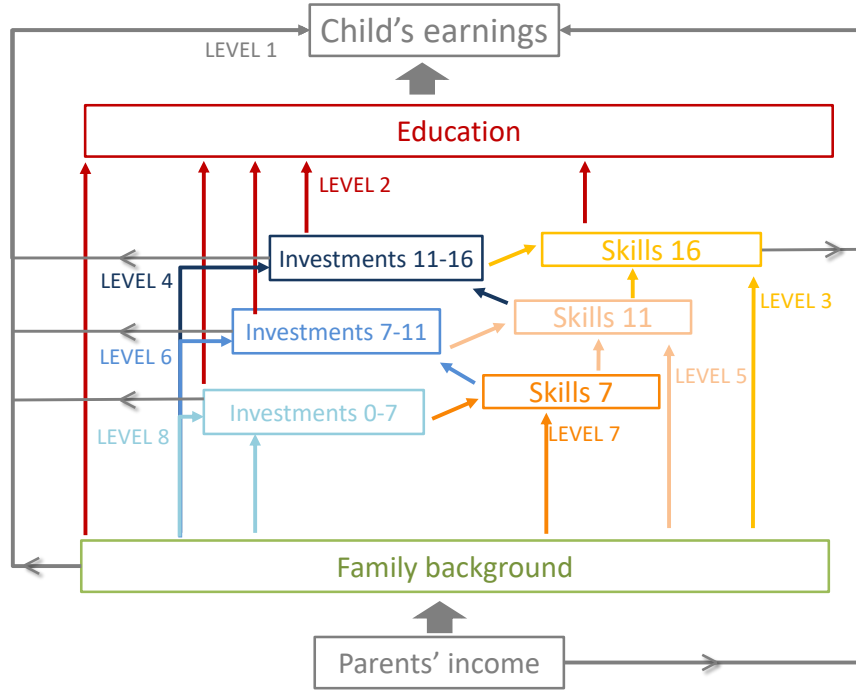 Child's earnings
LEVEL 1
Education
LEVEL 2
Investments 11-16
Skills 16
LEVEL 4
LEVEL 3
Investments 7-11
Skills 11
LEVEL 6
LEVEL 5
Investments 0-7
Skills 7
LEVEL 8
LEVEL 7
Family background
Parents' income